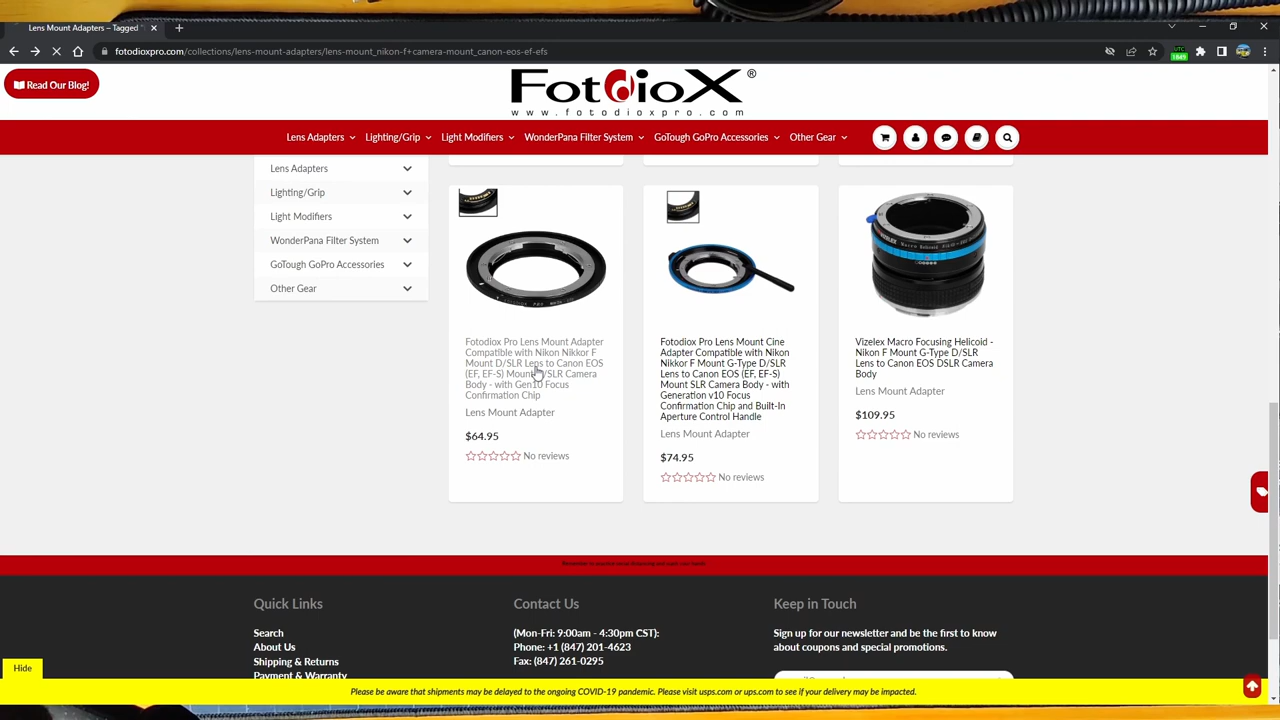 Lens Mount Adapters – Tagged
fotodioxpro.com/collections/lens-mount-adapters/lens-mount_nikon-f+camera-mount_canon-eos-ef-efs
1849
Read Our Blog!
FotdioX ®
www.fotodioxpro.com
Lens Adapters
Lighting/Grip
Light Modifiers
WonderPana Filter System
GoTough GoPro Accessories
Other Gear
Lens Adapters
Lighting/Grip
Light Modifiers
WonderPana Filter System
GoTough GoPro Accessories
Other Gear
Fotodiox Pro Lens Mount Adapter
Compatible with Nikon Nikkor F
Mount D/SLR Lens to Canon EOS
(EF, EF-S) Mount D/SLR Camera
Body - with Gen10 Focus
Confirmation Chip
Lens Mount Adapter
$64.95
No reviews
Fotodiox Pro Lens Mount Cine
Adapter Compatible with Nikon
Nikkor F Mount G-Type D/SLR
Lens to Canon EOS (EF, EF-S)
Mount SLR Camera Body - with
Generation v10 Focus
Confirmation Chip and Built-In
Aperture Control Handle
Lens Mount Adapter
$74.95
No reviews
Vizelex Macro Focusing Helicoid -
Nikon F Mount G-Type D/SLR
Lens to Canon EOS DSLR Camera
Body
Lens Mount Adapter
$109.95
No reviews
Quick Links
Search
About Us
Shipping & Returns
Payment & Warranty
Contact Us
(Mon-Fri: 9:00am - 4:30pm CST):
Phone: +1 (847) 201-4623
Fax: (847) 261-0295
Keep in Touch
Sign up for our newsletter and be the first to know
about coupons and special promotions.
Hide
Please be aware that shipments may be delayed to the ongoing COVID-19 pandemic. Please visit usps.com or ups.com to see if your delivery may be impacted.